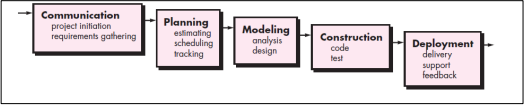 Communication
project initiation
requirements gathering
Planning
estimating
scheduling
tracking
Modeling
analysis
design
Construction
code
test
Deployment
delivery
support
feedback